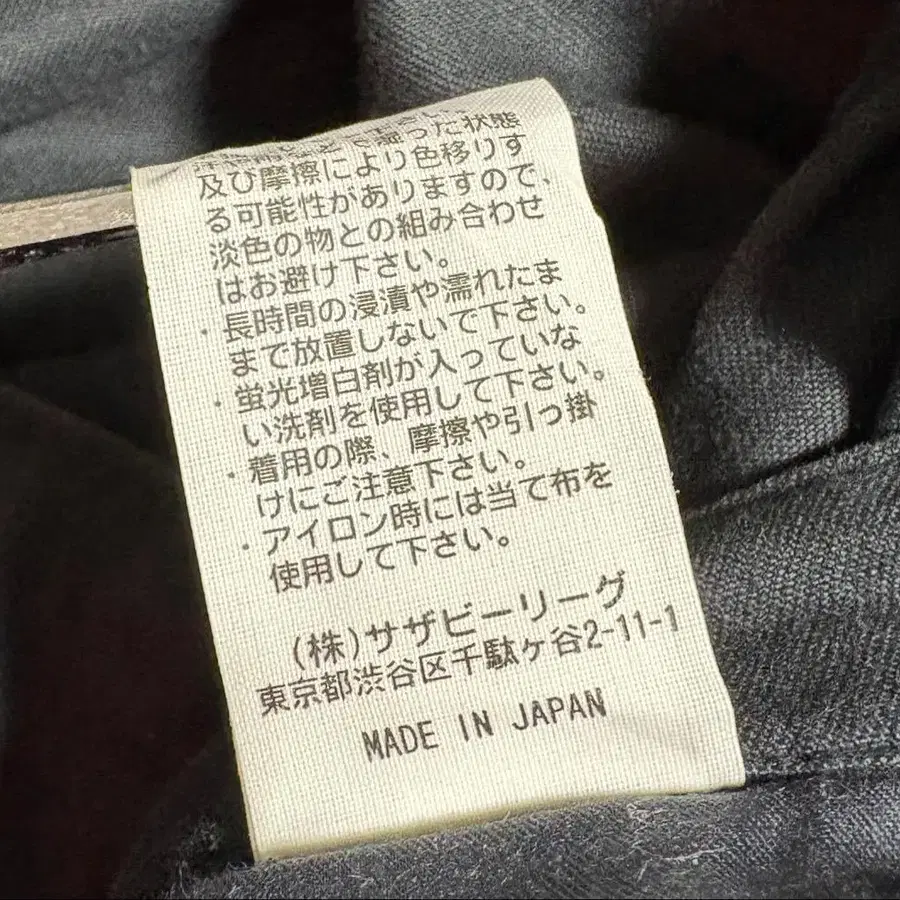 湿った状態
及び摩擦により色移りす
る可能性がありますので、
淡色の物との組み合わせ
はお避け下さい。
・長時間の浸漬や濡れたま
まで放置しないで下さい。
・蛍光増白剤が入っていな
い洗剤を使用して下さい。
・着用の際、摩擦や引っ掛
けにご注意下さい。
・アイロン時には当て布を
使用して下さい。
(株)サザビーリーグ
東京都渋谷区千駄ケ谷2-11-1
MADE IN JAPAN